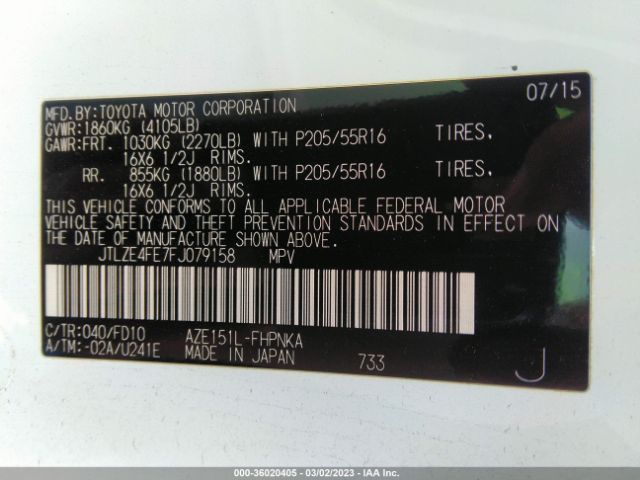 MFD.BY:TOYOTA MOTOR CORPORATION 07/15
GVWR:1860KG (4105LB)
GAWR:FRT. 1030KG (2270LB) WITH P205/55R16 TIRES,
16X6 1/2J RIMS.
RR. 855KG (1880LB) WITH P205/55R16 TIRES,
16X6 1/2J RIMS.
THIS VEHICLE CONFORMS TO ALL APPLICABLE FEDERAL MOTOR
VEHICLE SAFETY AND THEFT PREVENTION STANDARDS IN EFFECT ON
THE DATE OF MANUFACTURE SHOWN ABOVE.
JTLZE4FE7FJ079158 MPV
C/TR:040/FD10 AZE151L-FHPNKA
A/TM:-02A/U241E MADE IN JAPAN 733 J
000-36020405 - 03/02/2023 - IAA Inc.